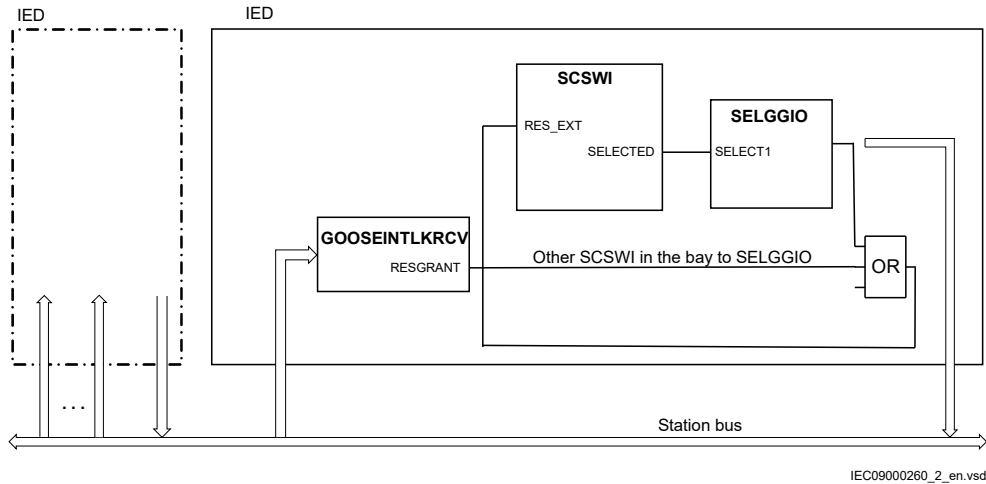 IED
IED
SCSWI
RES_EXT
SELECTED
SELGGIO
SELECT1
GOOSEINTLKRCV
RESGRANT
Other SCSWI in the bay to SELGGIO
OR
. . .
Station bus
IEC09000260_2_en.vsd